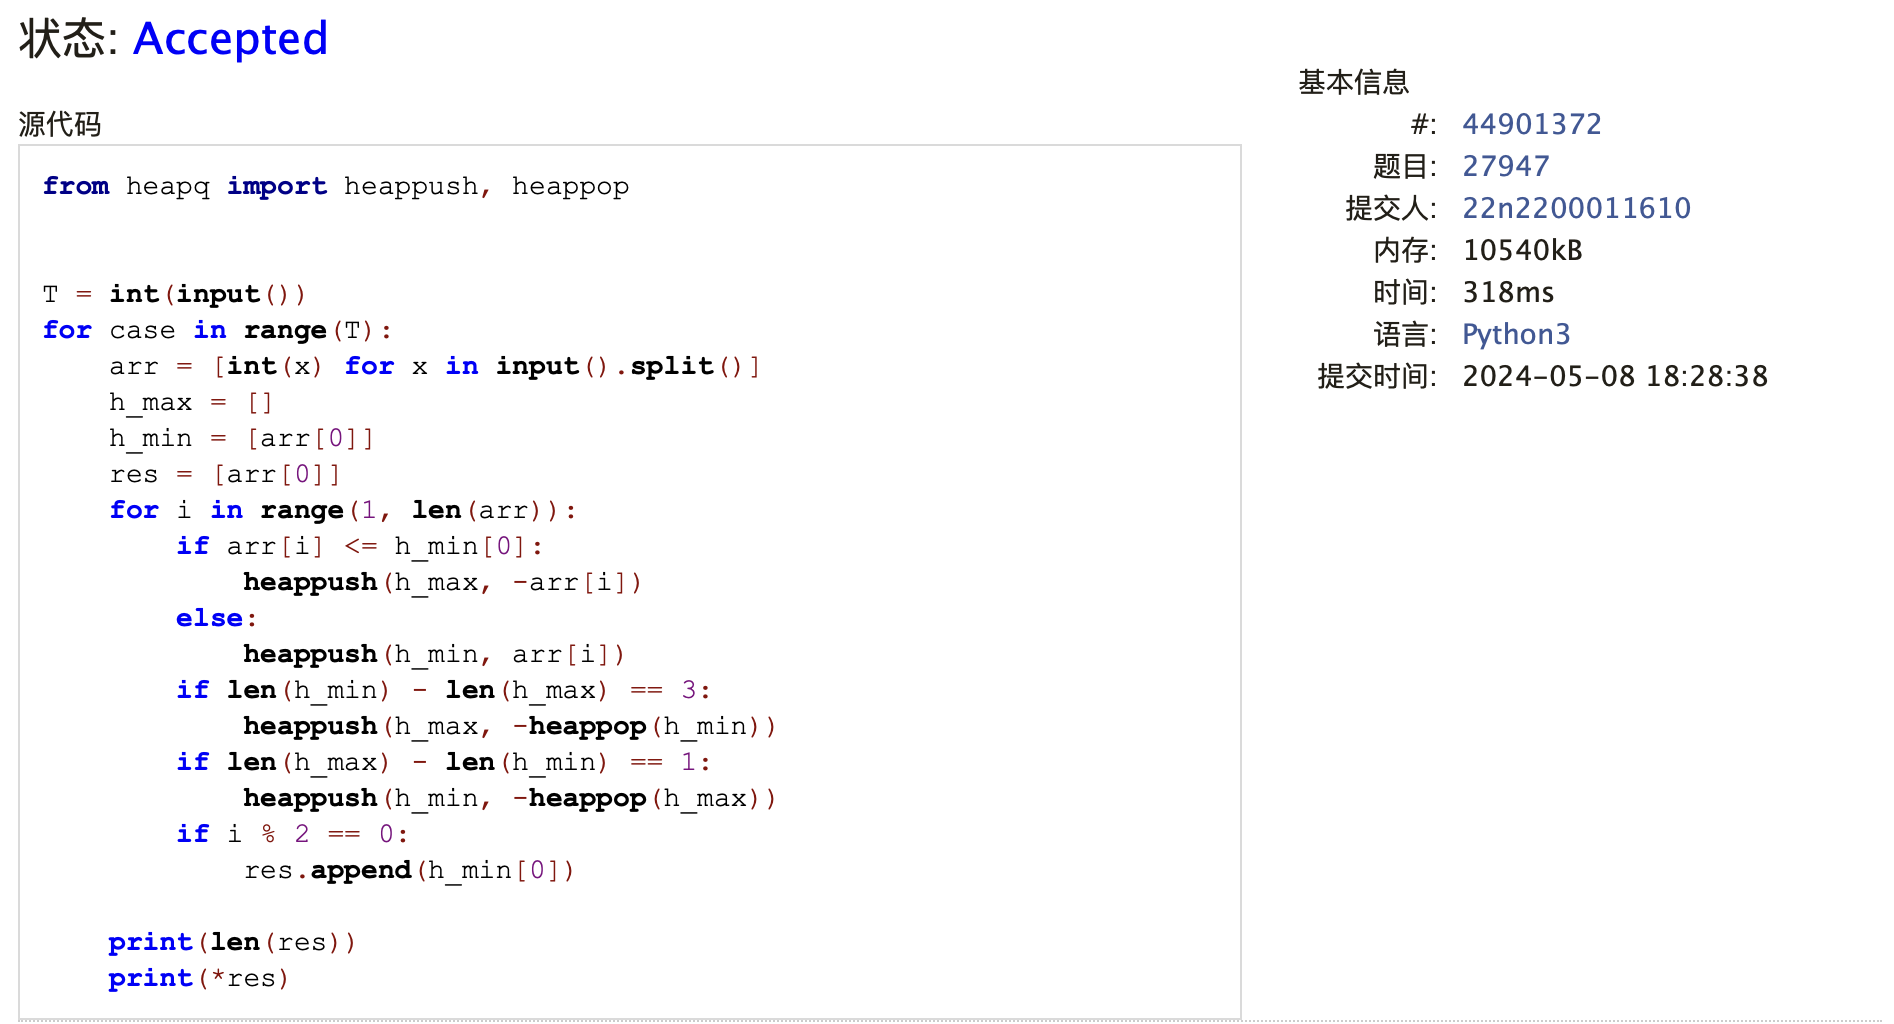 状态: Accepted
源代码
from heapq import heappush, heappop
T = int(input())
for case in range(T):
    arr = [int(x) for x in input().split()]
    h_max = []
    h_min = [arr[0]]
    res = [arr[0]]
    for i in range(1, len(arr)):
        if arr[i] <= h_min[0]:
            heappush(h_max, -arr[i])
        else:
            heappush(h_min, arr[i])
        if len(h_min) - len(h_max) == 3:
            heappush(h_max, -heappop(h_min))
        if len(h_max) - len(h_min) == 1:
            heappush(h_min, -heappop(h_max))
        if i % 2 == 0:
            res.append(h_min[0])
    print(len(res))
    print(*res)
基本信息
#: 44901372
题目: 27947
提交人: 22n2200011610
内存: 10540kB
时间: 318ms
语言: Python3
提交时间: 2024-05-08 18:28:38